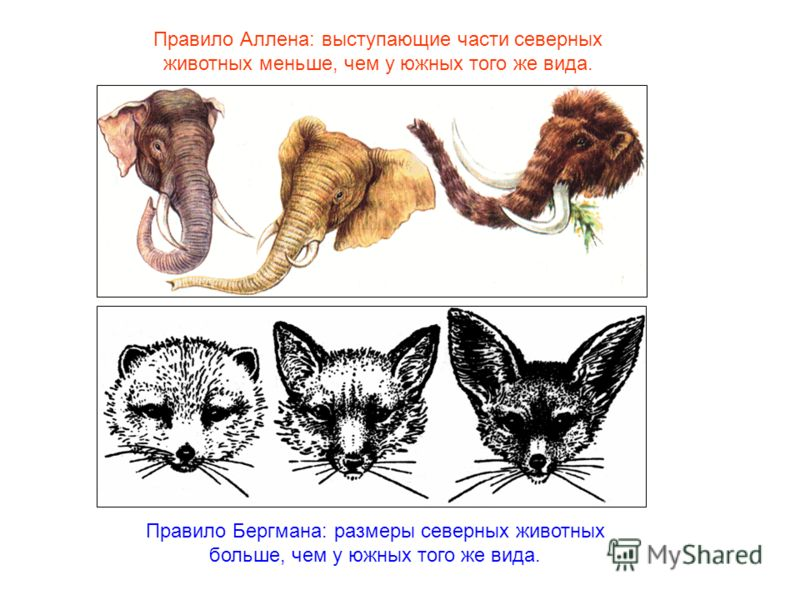 Правило Аллена: выступающие части северных
животных меньше, чем у южных того же вида.
Правило Бергмана: размеры северных животных
больше, чем у южных того же вида.
MyShared